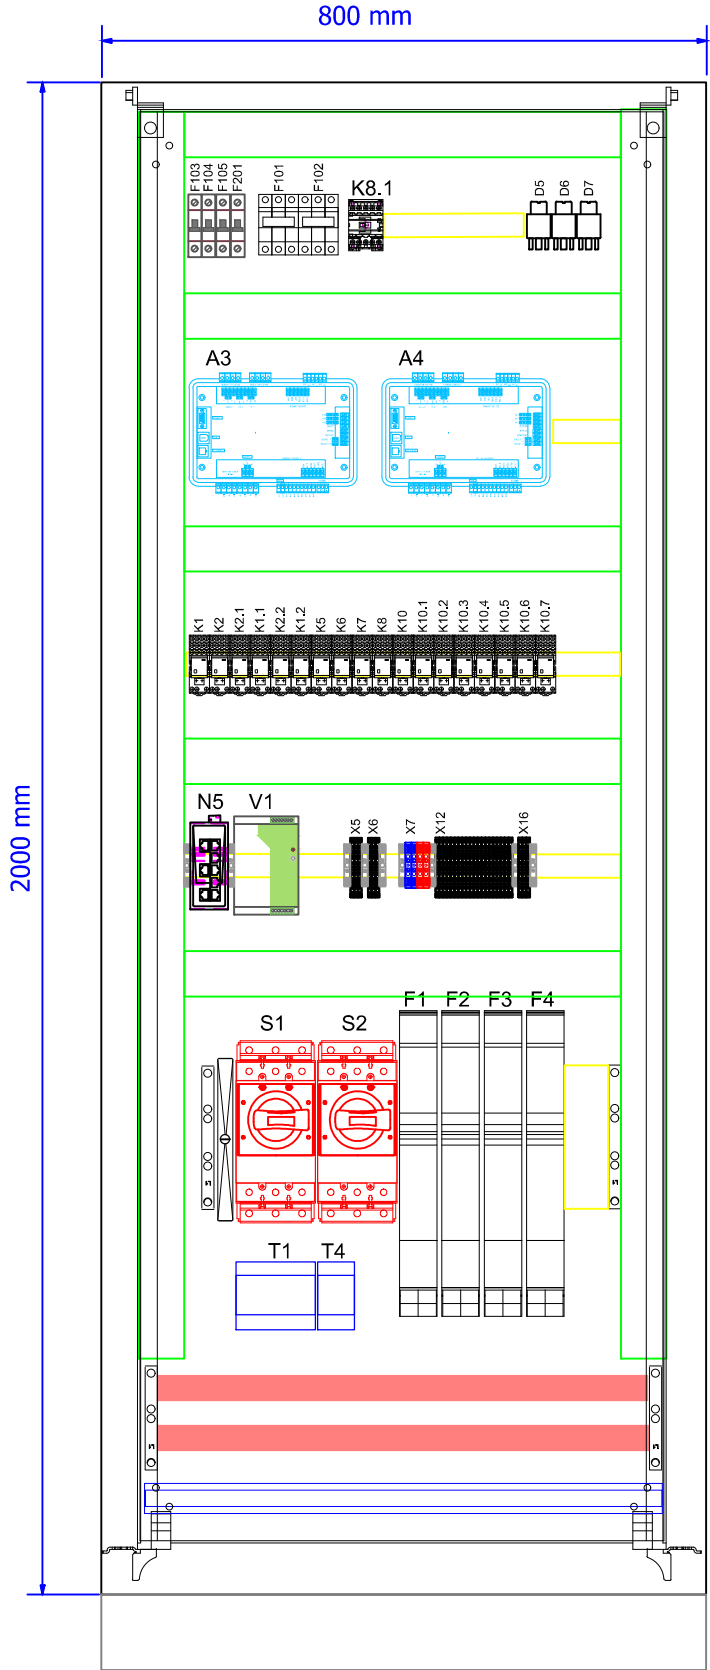 800 mm
F103 F104 F105 F201 F101 F102 K8.1 D5 D6 D7
A3 A4
K1 K2 K2.1 K1.1 K2.2 K1.2 K5 K6 K7 K8 K10 K10.1 K10.2 K10.3 K10.4 K10.5 K10.6 K10.7
2000 mm
N5 V1 X5 X6 X7 X12 X16
F1 F2 F3 F4
S1 S2
T1 T4